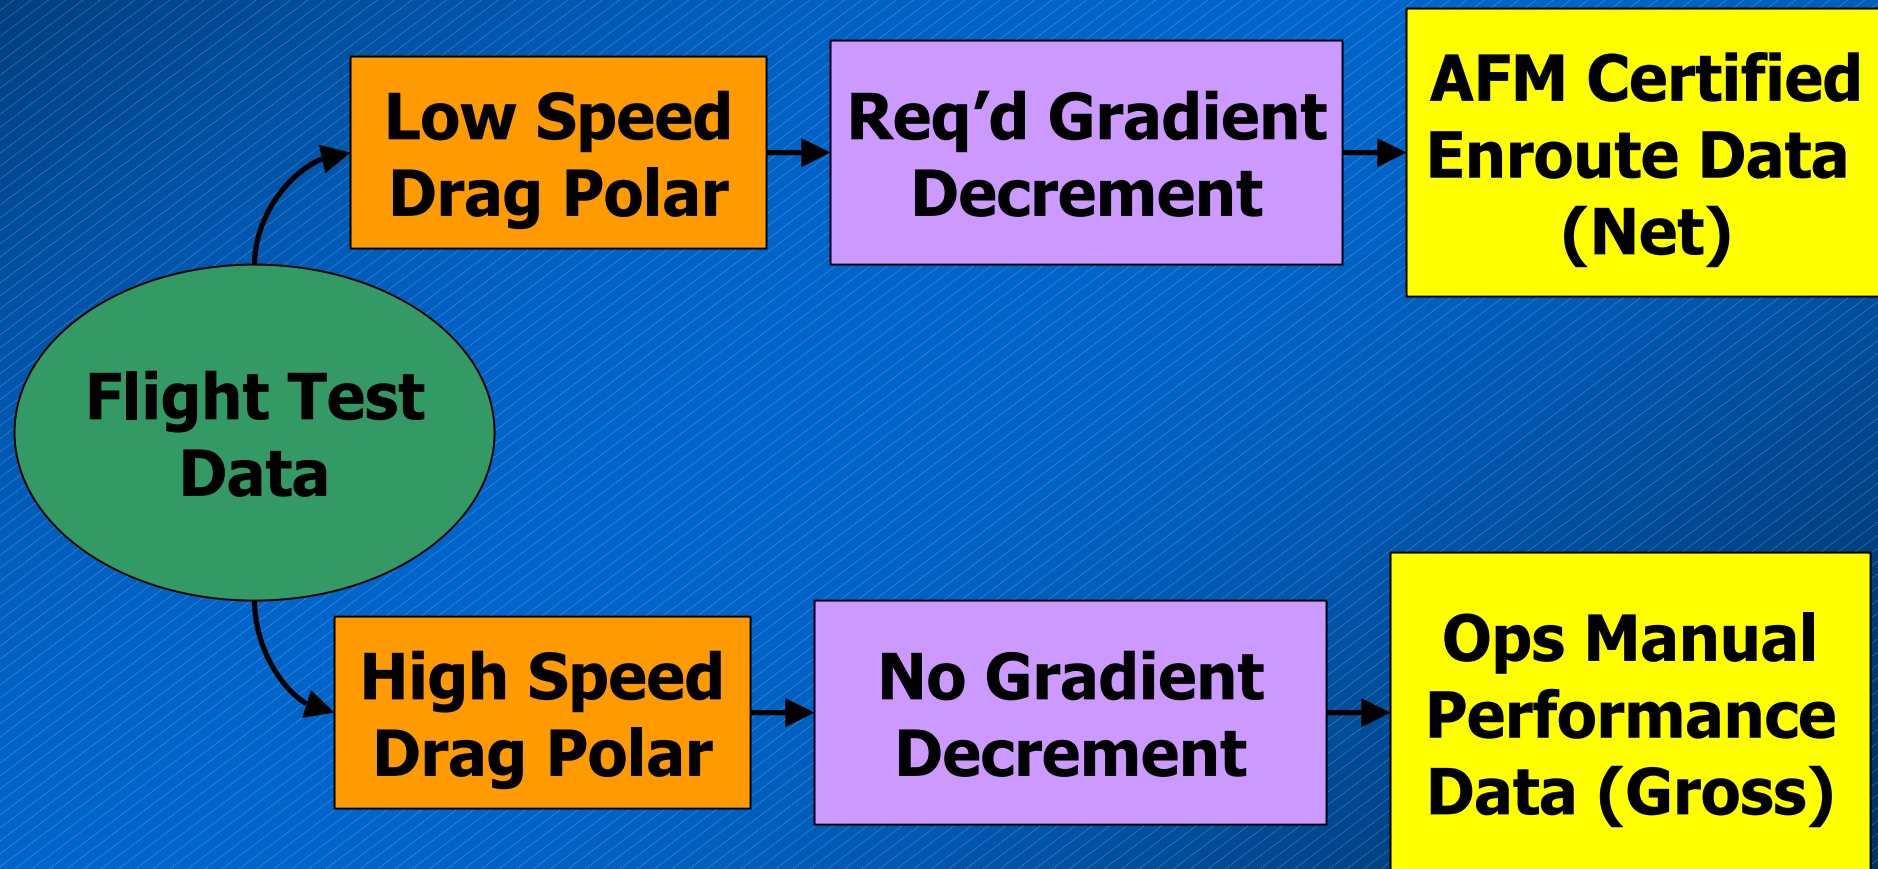 Low Speed
Drag Polar
Req’d Gradient
Decrement
AFM Certified
Enroute Data
(Net)
Flight Test
Data
High Speed
Drag Polar
No Gradient
Decrement
Ops Manual
Performance
Data (Gross)